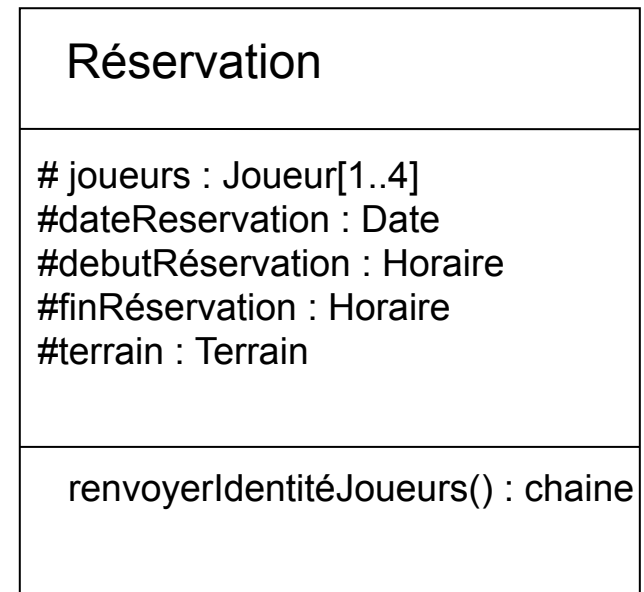 Réservation
# joueurs : Joueur[1..4]
#dateReservation : Date
#debutRéservation : Horaire
#finRéservation : Horaire
#terrain : Terrain
renvoyerIdentitéJoueurs() : chaine